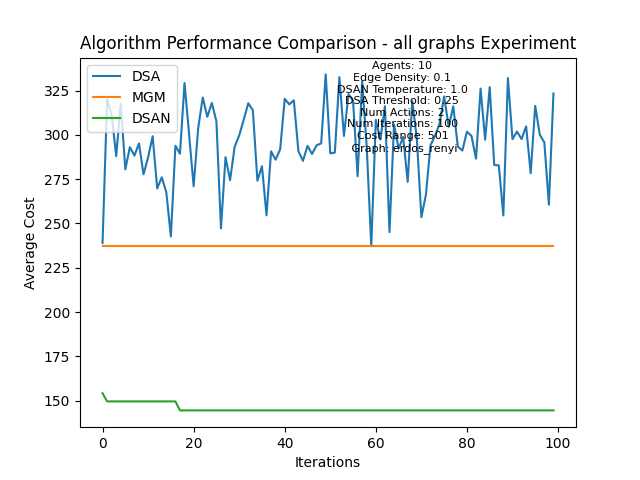 Algorithm Performance Comparison - all graphs Experiment
DSA
MGM
DSAN
Agents: 10
Edge Density: 0.1
DSAN Temperature: 1.0
DSA Threshold: 0.25
Num Actions: 2
Num Iterations: 100
Cost Range: 501
Graph: erdos_renyi
Average Cost
325
300
275
250
225
200
175
150
0
20
40
60
80
100
Iterations